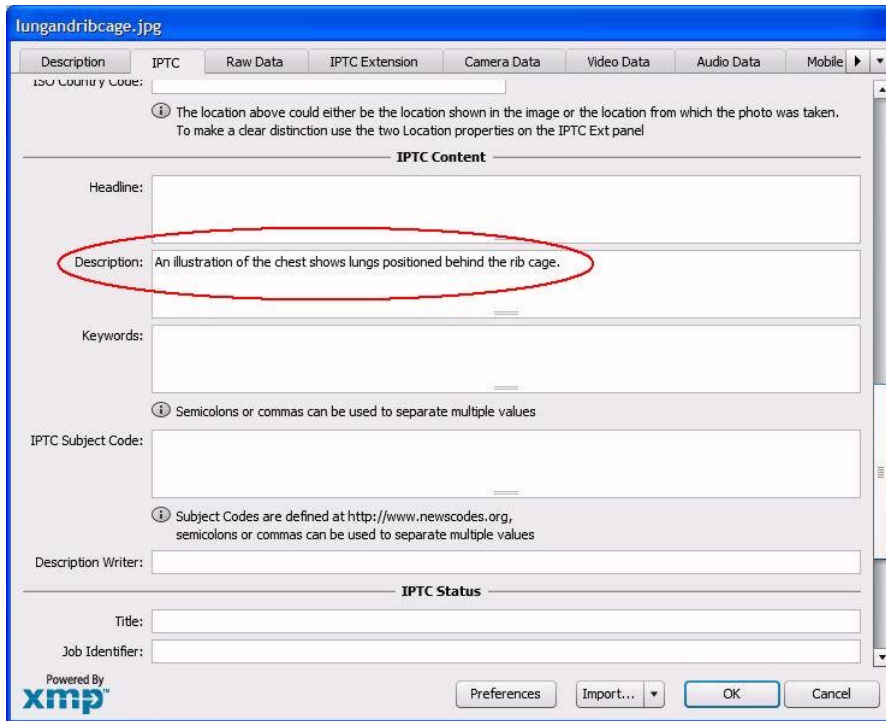 lungandribcage.jpg
Description IPTC Raw Data IPTC Extension Camera Data Video Data Audio Data Mobile
ISO Country Code:
The location above could either be the location shown in the image or the location from which the photo was taken.
To make a clear distinction use the two Location properties on the IPTC Ext panel
IPTC Content
Headline:
Description: An illustration of the chest shows lungs positioned behind the rib cage.
Keywords:
Semicolons or commas can be used to separate multiple values
IPTC Subject Code:
Subject Codes are defined at http://www.newscodes.org,
semicolons or commas can be used to separate multiple values
Description Writer:
IPTC Status
Title:
Job Identifier:
Powered By
xmp™
Preferences Import... OK Cancel